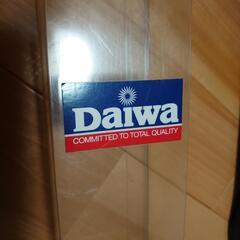 Daiwa
COMMITTED TO TOTAL QUALITY